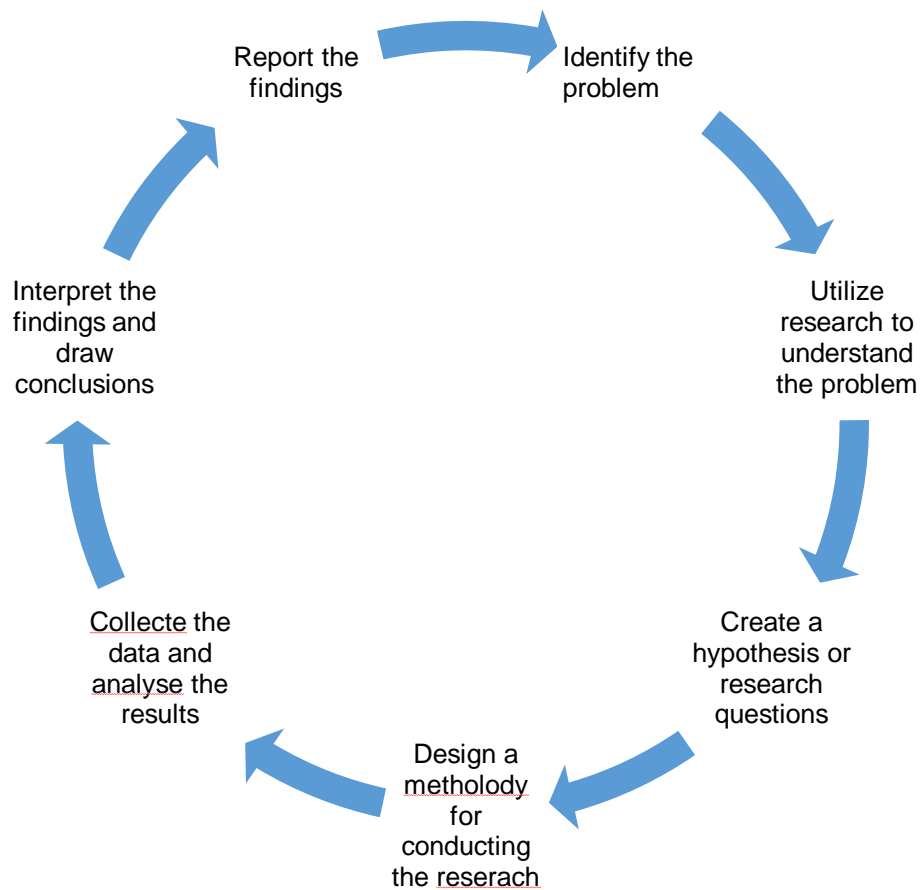 Identify the
problem
Utilize
research to
understand
the problem
Create a
hypothesis or
research
questions
Design a
metholody
for
conducting
the reserach
Collecte the
data and
analyse the
results
Interpret the
findings and
draw
conclusions
Report the
findings